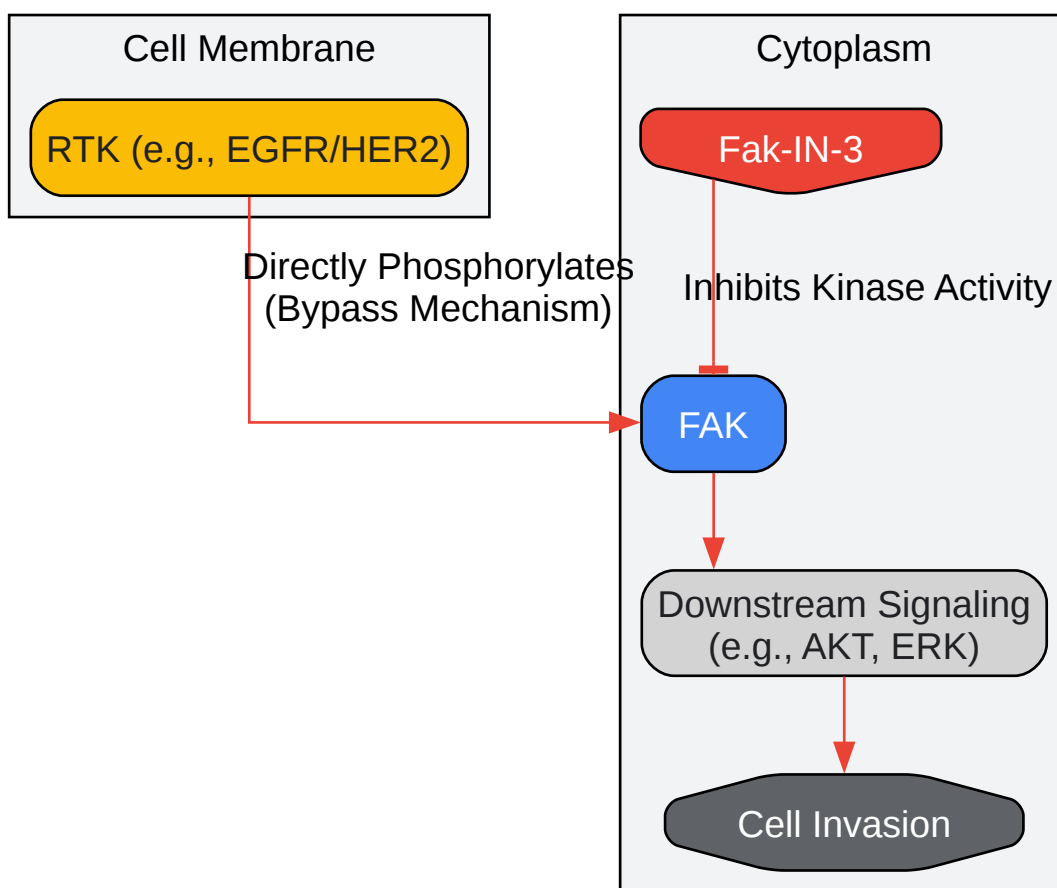 Cell Membrane
Cytoplasm
RTK (e.g., EGFR/HER2)
Fak-IN-3
Directly Phosphorylates
(Bypass Mechanism)
Inhibits Kinase Activity
FAK
Downstream Signaling
(e.g., AKT, ERK)
Cell Invasion